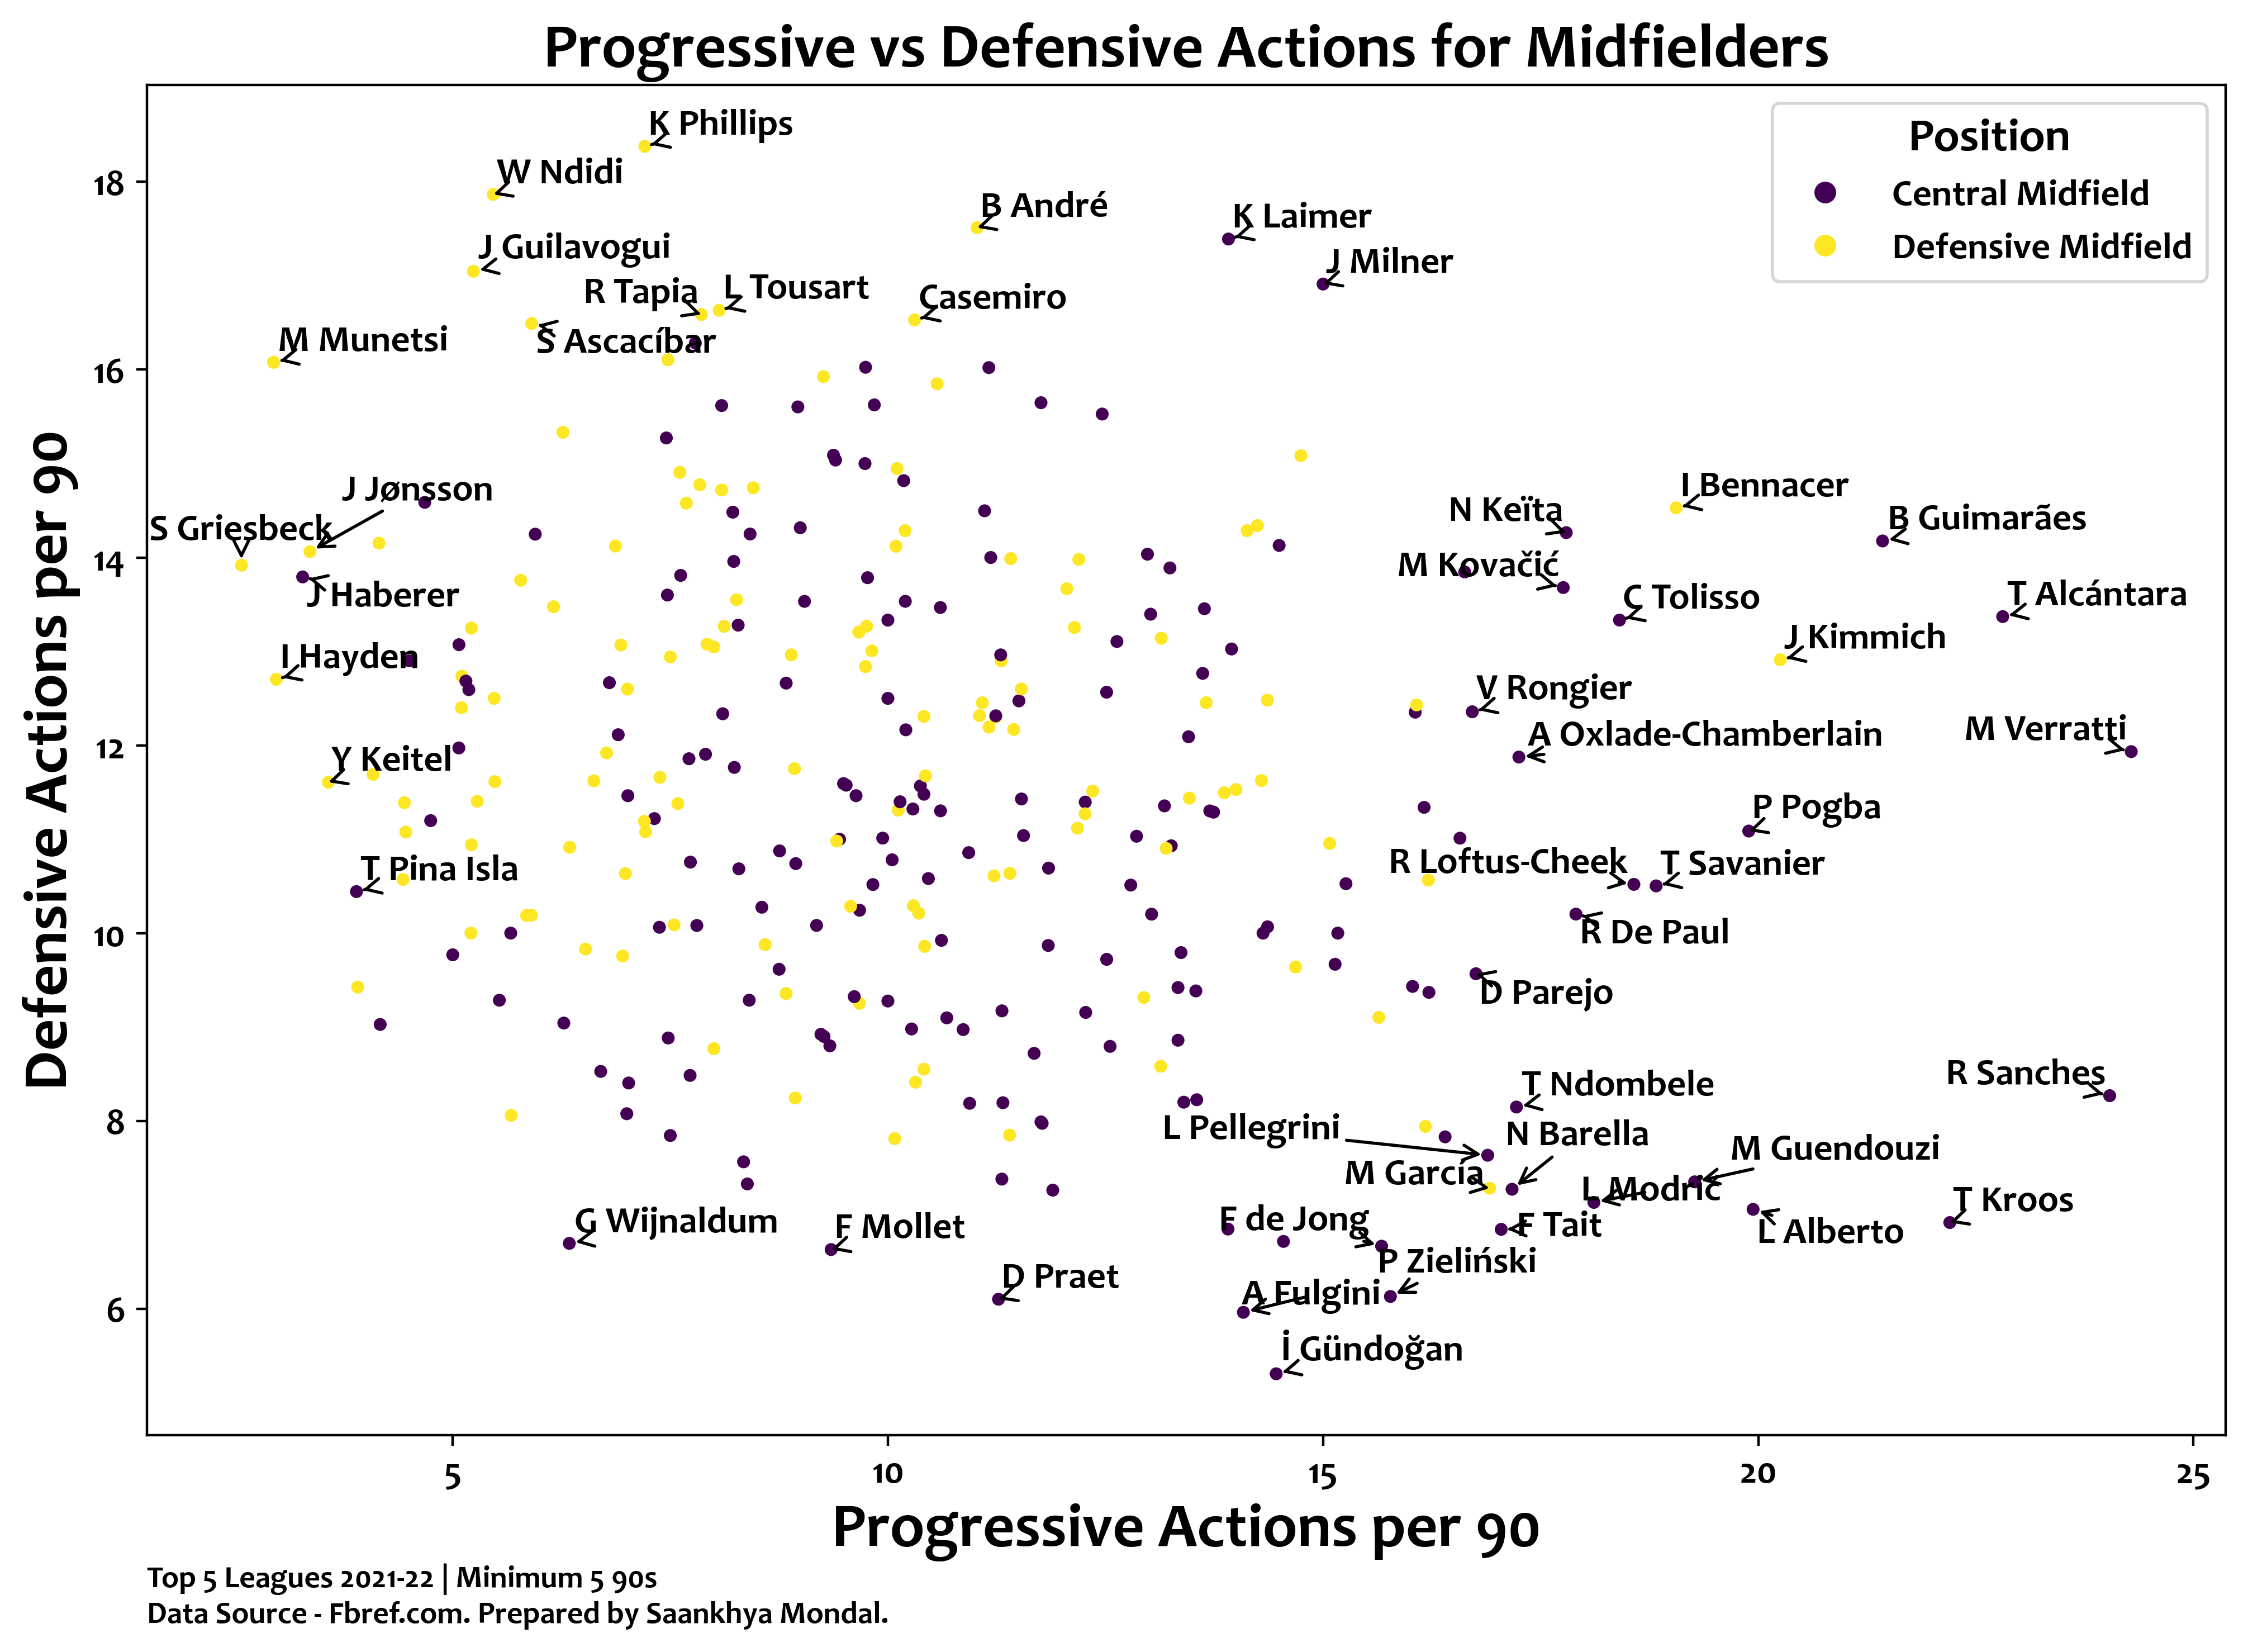 Progressive vs Defensive Actions for Midfielders
Position
Central Midfield
Defensive Midfield
K Phillips
W Ndidi
B André
K Laimer
J Guilavogui
J Milner
R Tapia
L Tousart
Casemiro
S Ascacíbar
M Munetsi
J Jønsson
S Griesbeck
J Haberer
I Hayden
Y Keitel
T Pina Isla
I Bennacer
N Keïta
B Guimarães
M Kovačić
C Tolisso
T Alcántara
J Kimmich
V Rongier
A Oxlade-Chamberlain
M Verratti
P Pogba
R Loftus-Cheek
T Savanier
R De Paul
D Parejo
R Sanches
T Ndombele
L Pellegrini
N Barella
M Guendouzi
M García
L Modrić
T Kroos
F de Jong
F Tait
L Alberto
G Wijnaldum
F Mollet
P Zieliński
D Praet
A Fulgini
İ Gündoğan
18
16
14
12
10
8
6
Defensive Actions per 90
5
10
15
20
25
Progressive Actions per 90
Top 5 Leagues 2021-22 | Minimum 5 90s
Data Source - Fbref.com. Prepared by Saankhya Mondal.